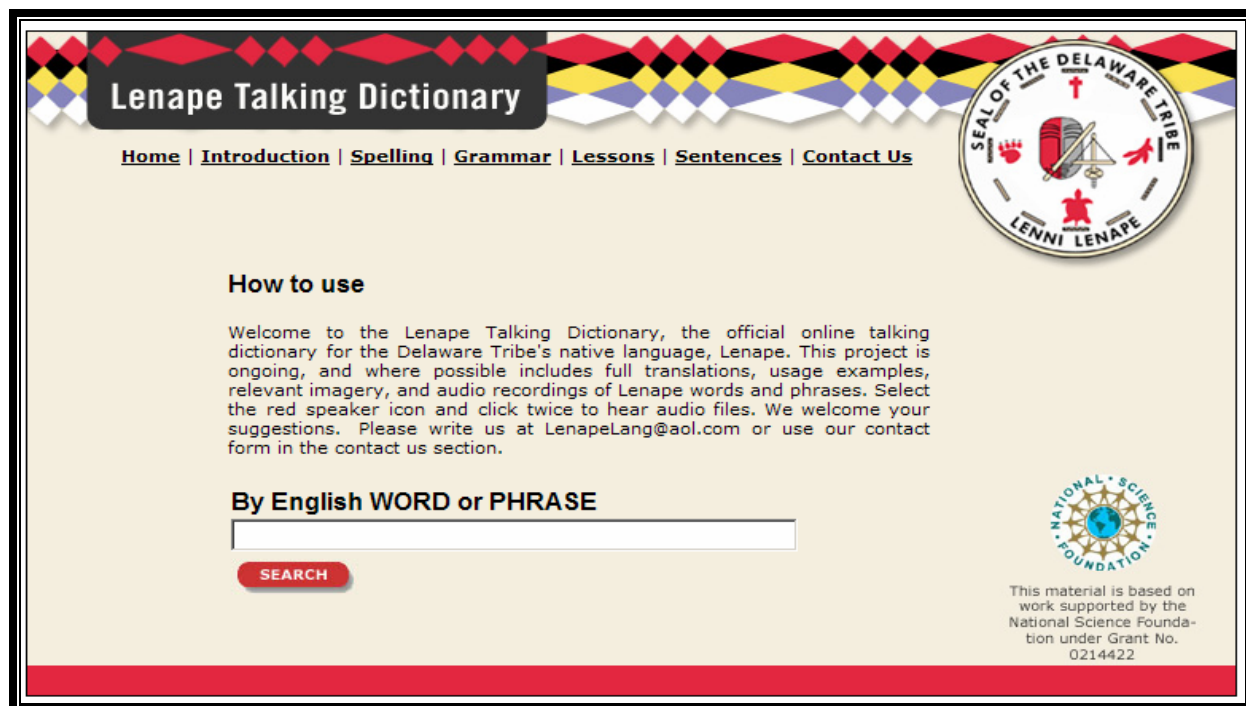 Lenape Talking Dictionary
SEAL OF THE DELAWARE TRIBE
LENNI LENAPE
Home | Introduction | Spelling | Grammar | Lessons | Sentences | Contact Us
How to use
Welcome to the Lenape Talking Dictionary, the official online talking
dictionary for the Delaware Tribe's native language, Lenape. This project is
ongoing, and where possible includes full translations, usage examples,
relevant imagery, and audio recordings of Lenape words and phrases. Select
the red speaker icon and click twice to hear audio files. We welcome your
suggestions. Please write us at LenapeLang@aol.com or use our contact
form in the contact us section.
By English WORD or PHRASE
SEARCH
NATIONAL • SCIENCE • FOUNDATION •
This material is based on
work supported by the
National Science Founda-
tion under Grant No.
0214422